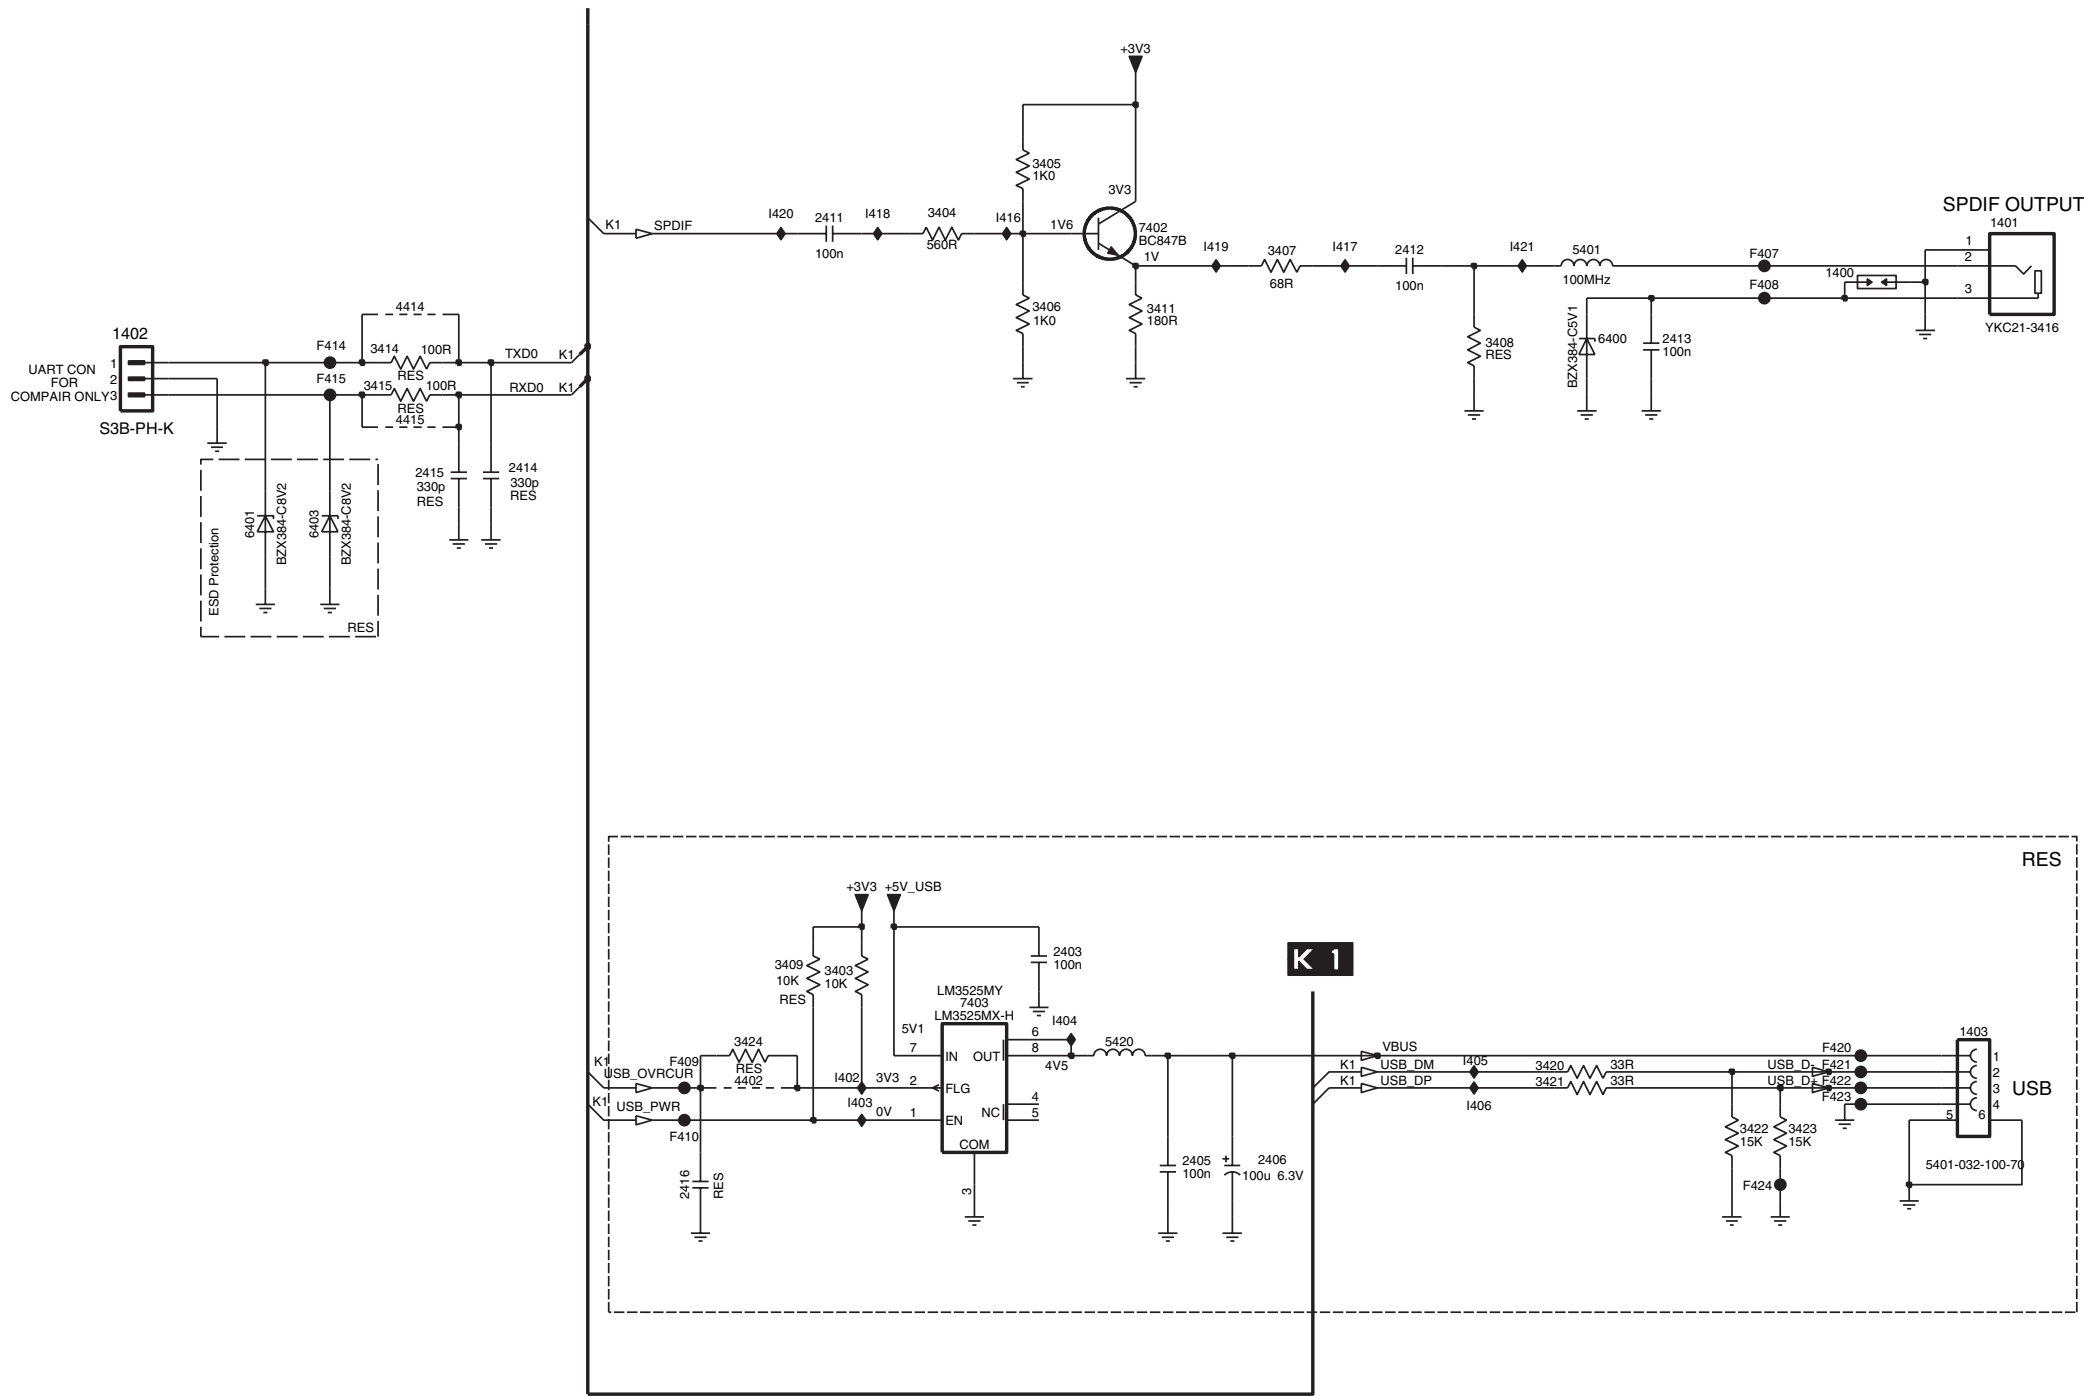 +3V3
3405
1K0
3V3
K1
SPDIF
I420
2411
100n
I418
3404
560R
I416
1V6
7402
BC847B
1V
3406
1K0
3411
180R
I419
3407
68R
I417
2412
100n
I421
5401
100MHz
3408
RES
BZX384-C5V1
6400
2413
100n
F407
F408
1400
SPDIF OUTPUT
1401
1
2
3
YKC21-3416
1402
UART CON
FOR
COMPAIR ONLY
1
2
3
S3B-PH-K
F414
F415
4414
3414
100R
RES
3415
100R
RES
4415
TXD0
K1
RXD0
K1
2415
330p
RES
2414
330p
RES
ESD Protection
6401
BZX384-C8V2
6403
BZX384-C8V2
RES
RES
+3V3
+5V_USB
3409
10K
RES
3403
10K
2403
100n
LM3525MY
7403
LM3525MX-H
5V1
7
IN
OUT
6
8
I404
4V5
5420
K1
USB_OVRCUR
F409
3424
RES
4402
I402
3V3
2
FLG
K1
USB_PWR
F410
I403
0V
1
EN
NC
4
5
COM
3
2416
RES
2405
100n
+
2406
100u 6.3V
K 1
VBUS
K1
USB_DM
I405
K1
USB_DP
I406
3420
33R
3421
33R
USB_D-
USB_D+
F420
F421
F422
F423
3422
15K
3423
15K
F424
1403
1
2
3
4
5
6
USB
5401-032-100-70